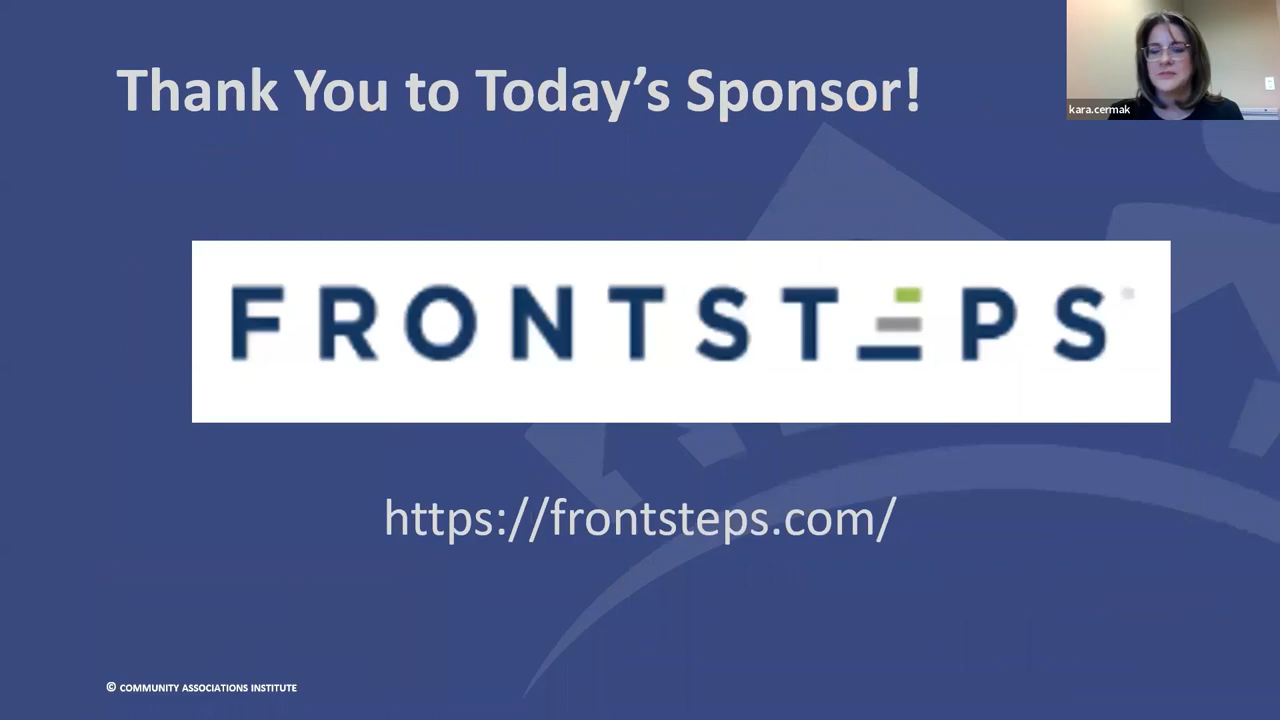 Thank You to Today’s Sponsor!
kara.cermak
FRONTSTEPS
https://frontsteps.com/
© COMMUNITY ASSOCIATIONS INSTITUTE